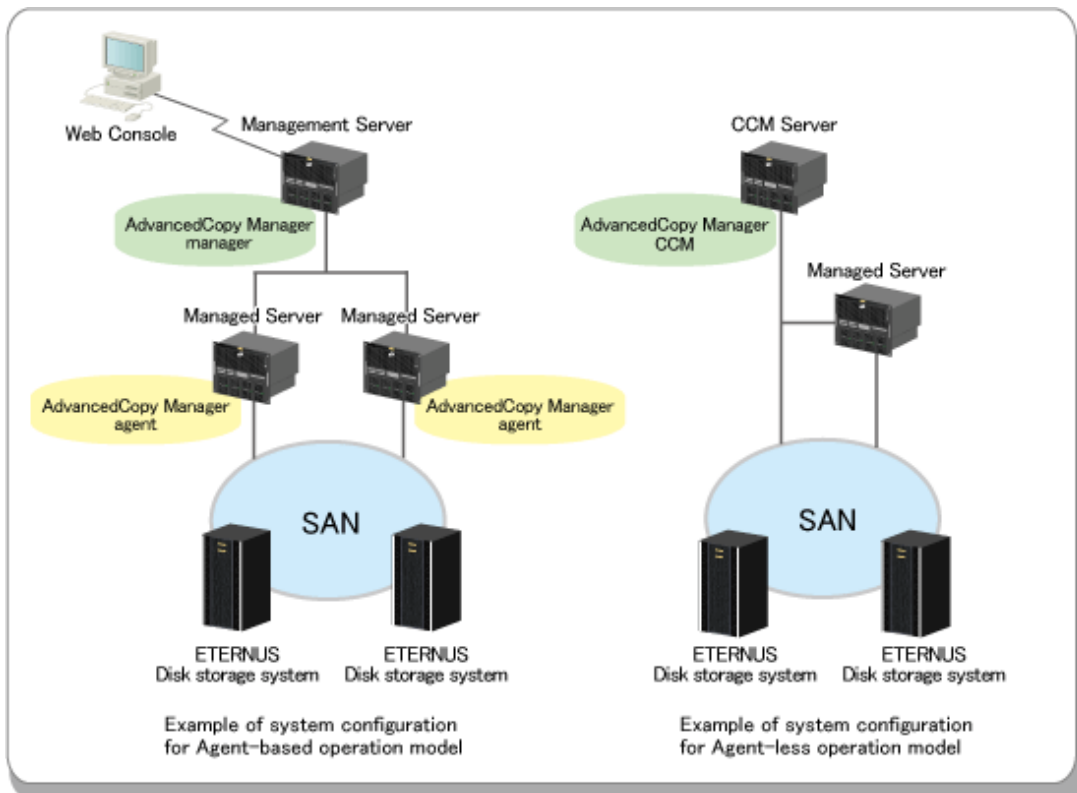 Web Console
Management Server
AdvancedCopy Manager
manager
Managed Server
Managed Server
AdvancedCopy Manager
agent
AdvancedCopy Manager
agent
SAN
ETERNUS
Disk storage system
ETERNUS
Disk storage system
Example of system configuration
for Agent-based operation model
CCM Server
AdvancedCopy Manager
CCM
Managed Server
SAN
ETERNUS
Disk storage system
ETERNUS
Disk storage system
Example of system configuration
for Agent-less operation model